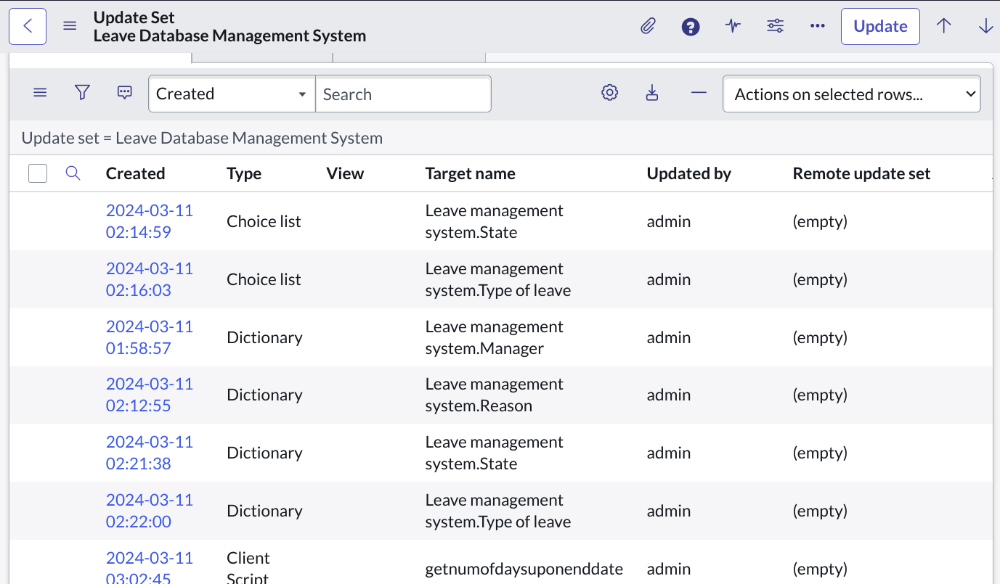 Update Set
Leave Database Management System
Update
Created
Search
Actions on selected rows...
Update set = Leave Database Management System
Created Type View Target name Updated by Remote update set
2024-03-11
02:14:59
Choice list
Leave management
system.State
admin
(empty)
2024-03-11
02:16:03
Choice list
Leave management
system.Type of leave
admin
(empty)
2024-03-11
01:58:57
Dictionary
Leave management
system.Manager
admin
(empty)
2024-03-11
02:12:55
Dictionary
Leave management
system.Reason
admin
(empty)
2024-03-11
02:21:38
Dictionary
Leave management
system.State
admin
(empty)
2024-03-11
02:22:00
Dictionary
Leave management
system.Type of leave
admin
(empty)
2024-03-11
03:02:45
Client
Script
getnumofdaysuponenddate
admin
(empty)